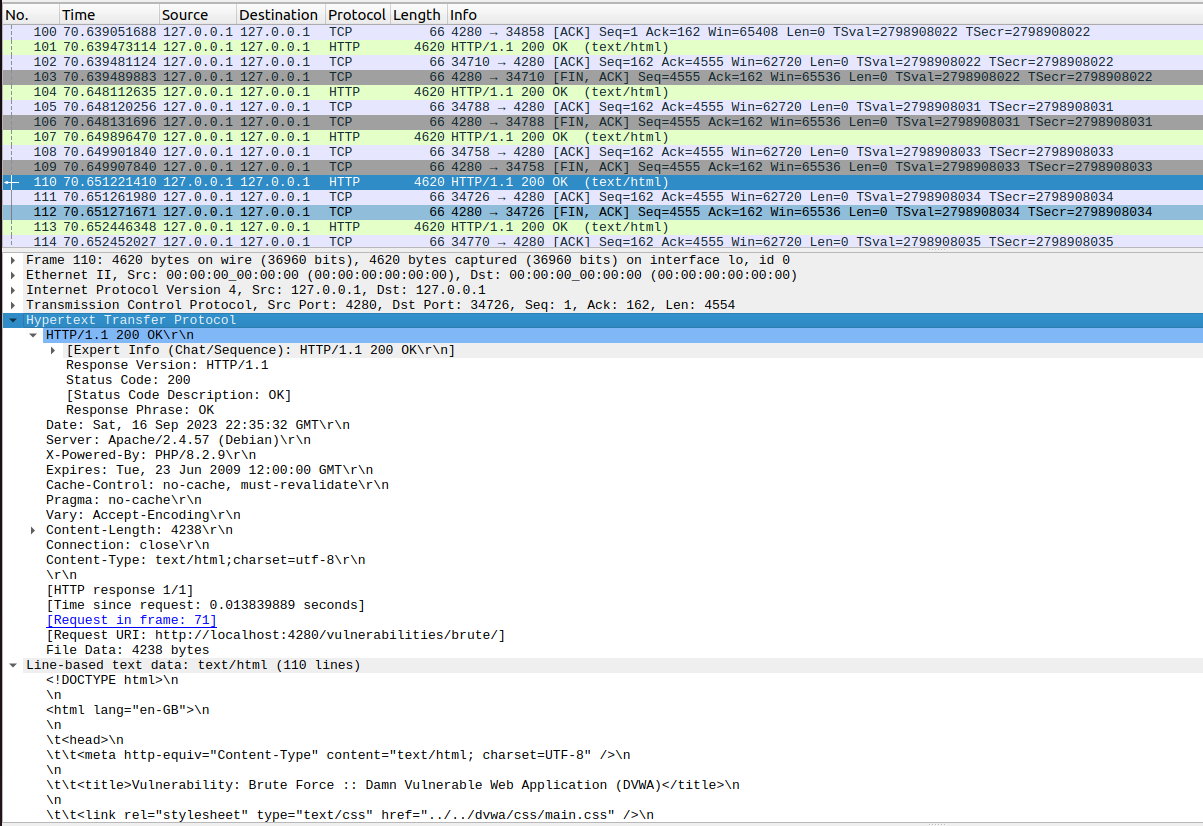 No. Time Source Destination Protocol Length Info
100 70.639051688 127.0.0.1 127.0.0.1 TCP 66 4280 → 34858 [ACK] Seq=1 Ack=162 Win=65408 Len=0 TSval=2798908022 TSecr=2798908022
101 70.639473114 127.0.0.1 127.0.0.1 HTTP 4620 HTTP/1.1 200 OK (text/html)
102 70.639481124 127.0.0.1 127.0.0.1 TCP 66 34710 → 4280 [ACK] Seq=162 Ack=4555 Win=62720 Len=0 TSval=2798908022 TSecr=2798908022
103 70.639489883 127.0.0.1 127.0.0.1 TCP 66 4280 → 34710 [FIN, ACK] Seq=4555 Ack=162 Win=65536 Len=0 TSval=2798908022 TSecr=2798908022
104 70.648112635 127.0.0.1 127.0.0.1 HTTP 4620 HTTP/1.1 200 OK (text/html)
105 70.648120256 127.0.0.1 127.0.0.1 TCP 66 34788 → 4280 [ACK] Seq=162 Ack=4555 Win=62720 Len=0 TSval=2798908031 TSecr=2798908031
106 70.648131696 127.0.0.1 127.0.0.1 TCP 66 4280 → 34788 [FIN, ACK] Seq=4555 Ack=162 Win=65536 Len=0 TSval=2798908031 TSecr=2798908031
107 70.649896470 127.0.0.1 127.0.0.1 HTTP 4620 HTTP/1.1 200 OK (text/html)
108 70.649901840 127.0.0.1 127.0.0.1 TCP 66 34758 → 4280 [ACK] Seq=162 Ack=4555 Win=62720 Len=0 TSval=2798908033 TSecr=2798908033
109 70.649907840 127.0.0.1 127.0.0.1 TCP 66 4280 → 34758 [FIN, ACK] Seq=4555 Ack=162 Win=65536 Len=0 TSval=2798908033 TSecr=2798908033
110 70.651221410 127.0.0.1 127.0.0.1 HTTP 4620 HTTP/1.1 200 OK (text/html)
111 70.651261980 127.0.0.1 127.0.0.1 TCP 66 34726 → 4280 [ACK] Seq=162 Ack=4555 Win=62720 Len=0 TSval=2798908034 TSecr=2798908034
112 70.651271671 127.0.0.1 127.0.0.1 TCP 66 4280 → 34726 [FIN, ACK] Seq=4555 Ack=162 Win=65536 Len=0 TSval=2798908034 TSecr=2798908034
113 70.652446348 127.0.0.1 127.0.0.1 HTTP 4620 HTTP/1.1 200 OK (text/html)
114 70.652452027 127.0.0.1 127.0.0.1 TCP 66 34770 → 4280 [ACK] Seq=162 Ack=4555 Win=62720 Len=0 TSval=2798908035 TSecr=2798908035
Frame 110: 4620 bytes on wire (36960 bits), 4620 bytes captured (36960 bits) on interface lo, id 0
Ethernet II, Src: 00:00:00_00:00:00 (00:00:00:00:00:00), Dst: 00:00:00_00:00:00 (00:00:00:00:00:00)
Internet Protocol Version 4, Src: 127.0.0.1, Dst: 127.0.0.1
Transmission Control Protocol, Src Port: 4280, Dst Port: 34726, Seq: 1, Ack: 162, Len: 4554
Hypertext Transfer Protocol
HTTP/1.1 200 OK\r\n
[Expert Info (Chat/Sequence): HTTP/1.1 200 OK\r\n]
Response Version: HTTP/1.1
Status Code: 200
[Status Code Description: OK]
Response Phrase: OK
Date: Sat, 16 Sep 2023 22:35:32 GMT\r\n
Server: Apache/2.4.57 (Debian)\r\n
X-Powered-By: PHP/8.2.9\r\n
Expires: Tue, 23 Jun 2009 12:00:00 GMT\r\n
Cache-Control: no-cache, must-revalidate\r\n
Pragma: no-cache\r\n
Vary: Accept-Encoding\r\n
Content-Length: 4238\r\n
Connection: close\r\n
Content-Type: text/html;charset=utf-8\r\n
\r\n
[HTTP response 1/1]
[Time since request: 0.013839889 seconds]
[Request in frame: 71]
[Request URI: http://localhost:4280/vulnerabilities/brute/]
File Data: 4238 bytes
Line-based text data: text/html (110 lines)
<!DOCTYPE html>\n
\n
<html lang="en-GB">\n
\n
\t<head>\n
\t\t<meta http-equiv="Content-Type" content="text/html; charset=UTF-8" />\n
\n
\t\t<title>Vulnerability: Brute Force :: Damn Vulnerable Web Application (DVWA)</title>\n
\n
\t\t<link rel="stylesheet" type="text/css" href="../../dvwa/css/main.css" />\n